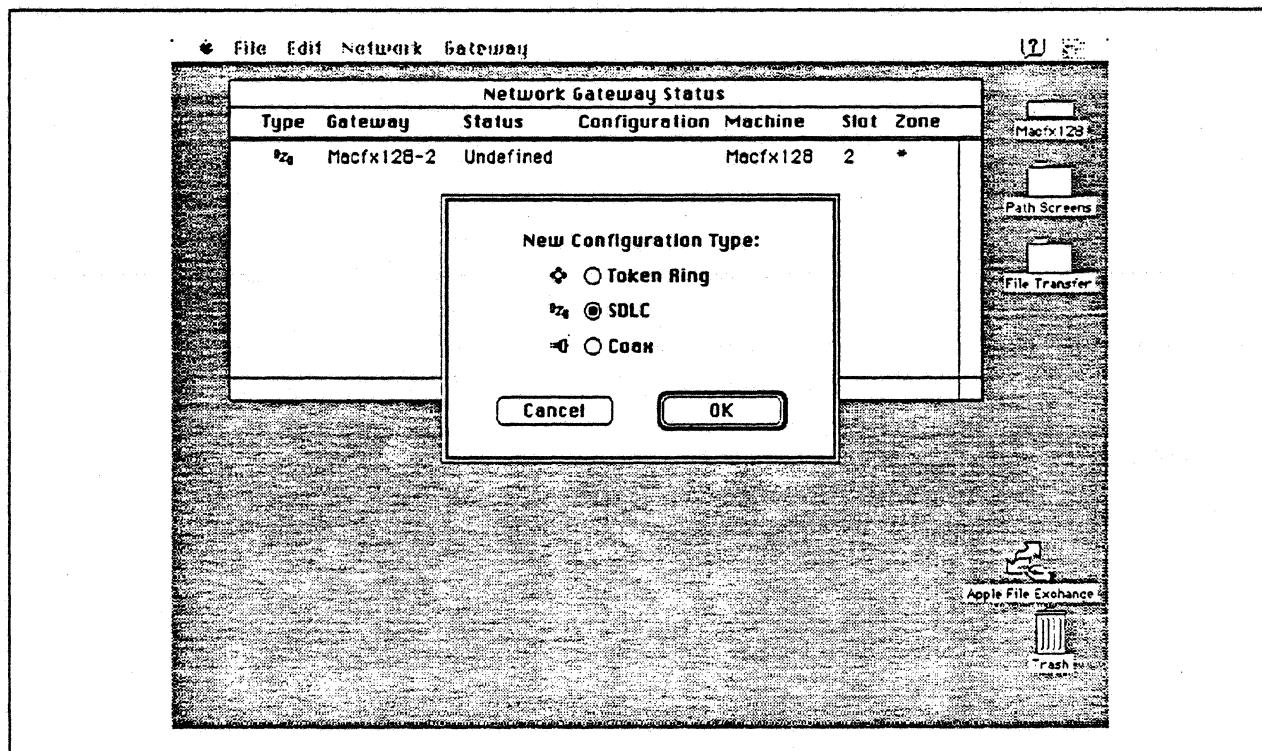 File Edit Network Gateway
Network Gateway Status
Type Gateway Status Configuration Machine Slot Zone
Macfx128-2 Undefined Macfx128 2 *
New Configuration Type:
Token Ring
SDLC
Coax
Cancel OK
Macfx128
Path Screens
File Transfer
Apple File Exchange
Trash